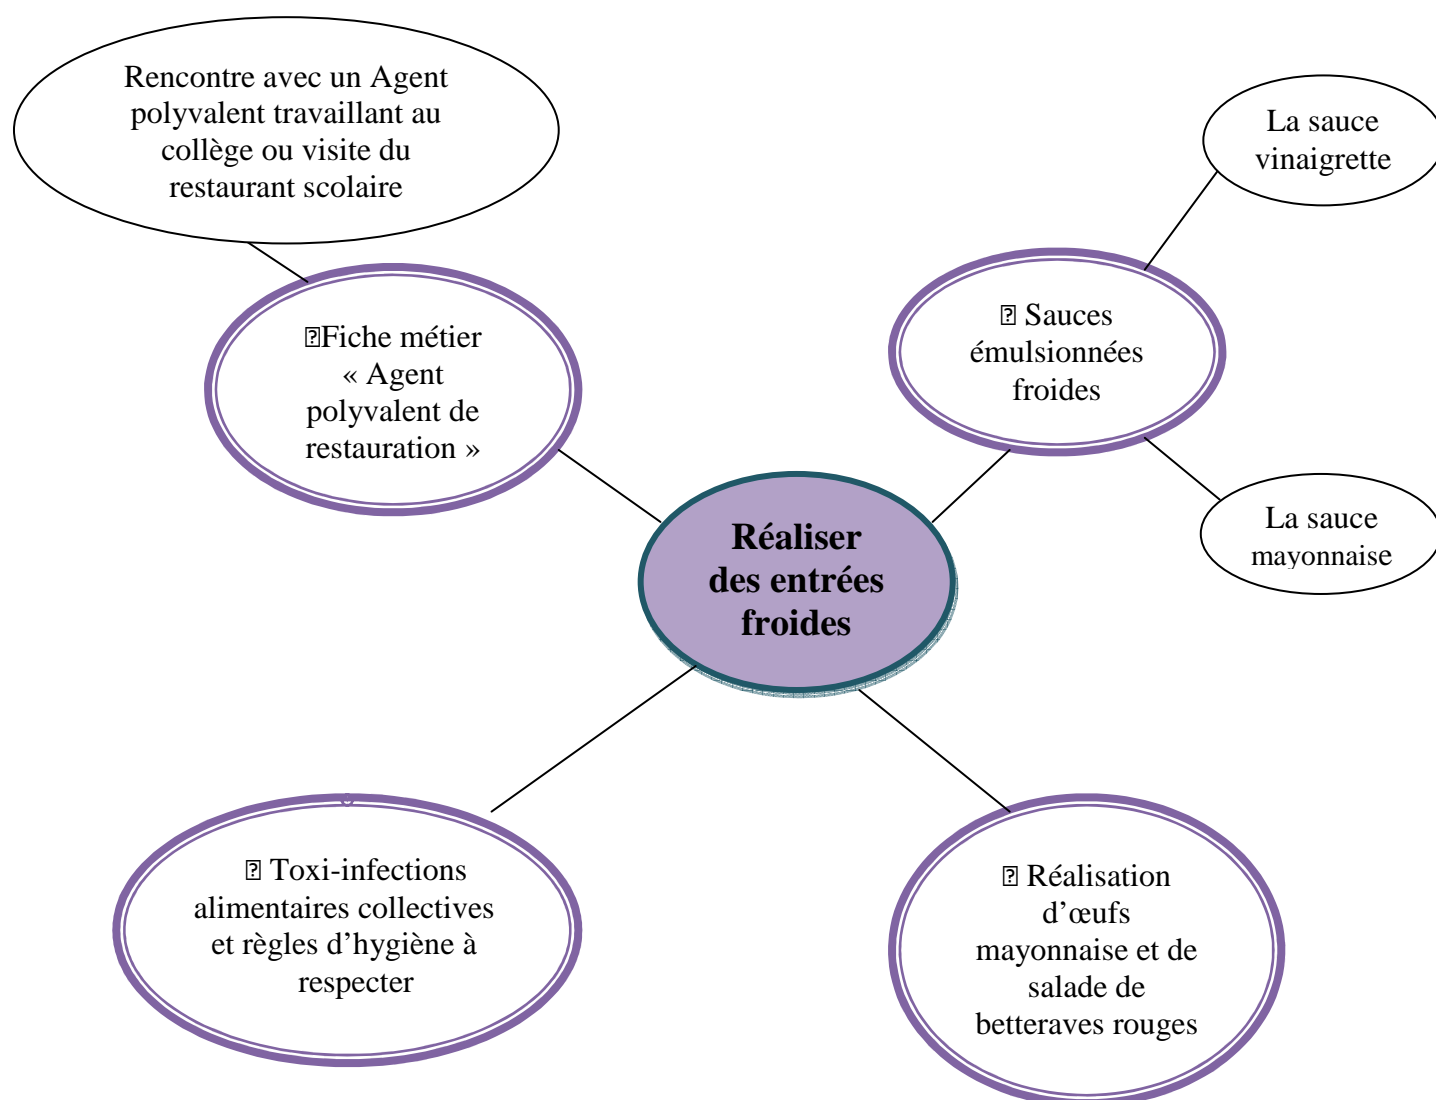 Rencontre avec un Agent
polyvalent travaillant au
collège ou visite du
restaurant scolaire
La sauce
vinaigrette
Sauces
émulsionnées
froides
Fiche métier
« Agent
polyvalent de
restauration »
La sauce
mayonnaise
Réaliser
des entrées
froides
Toxi-infections
alimentaires collectives
et règles d’hygiène à
respecter
Réalisation
d’œufs
mayonnaise et de
salade de
betteraves rouges